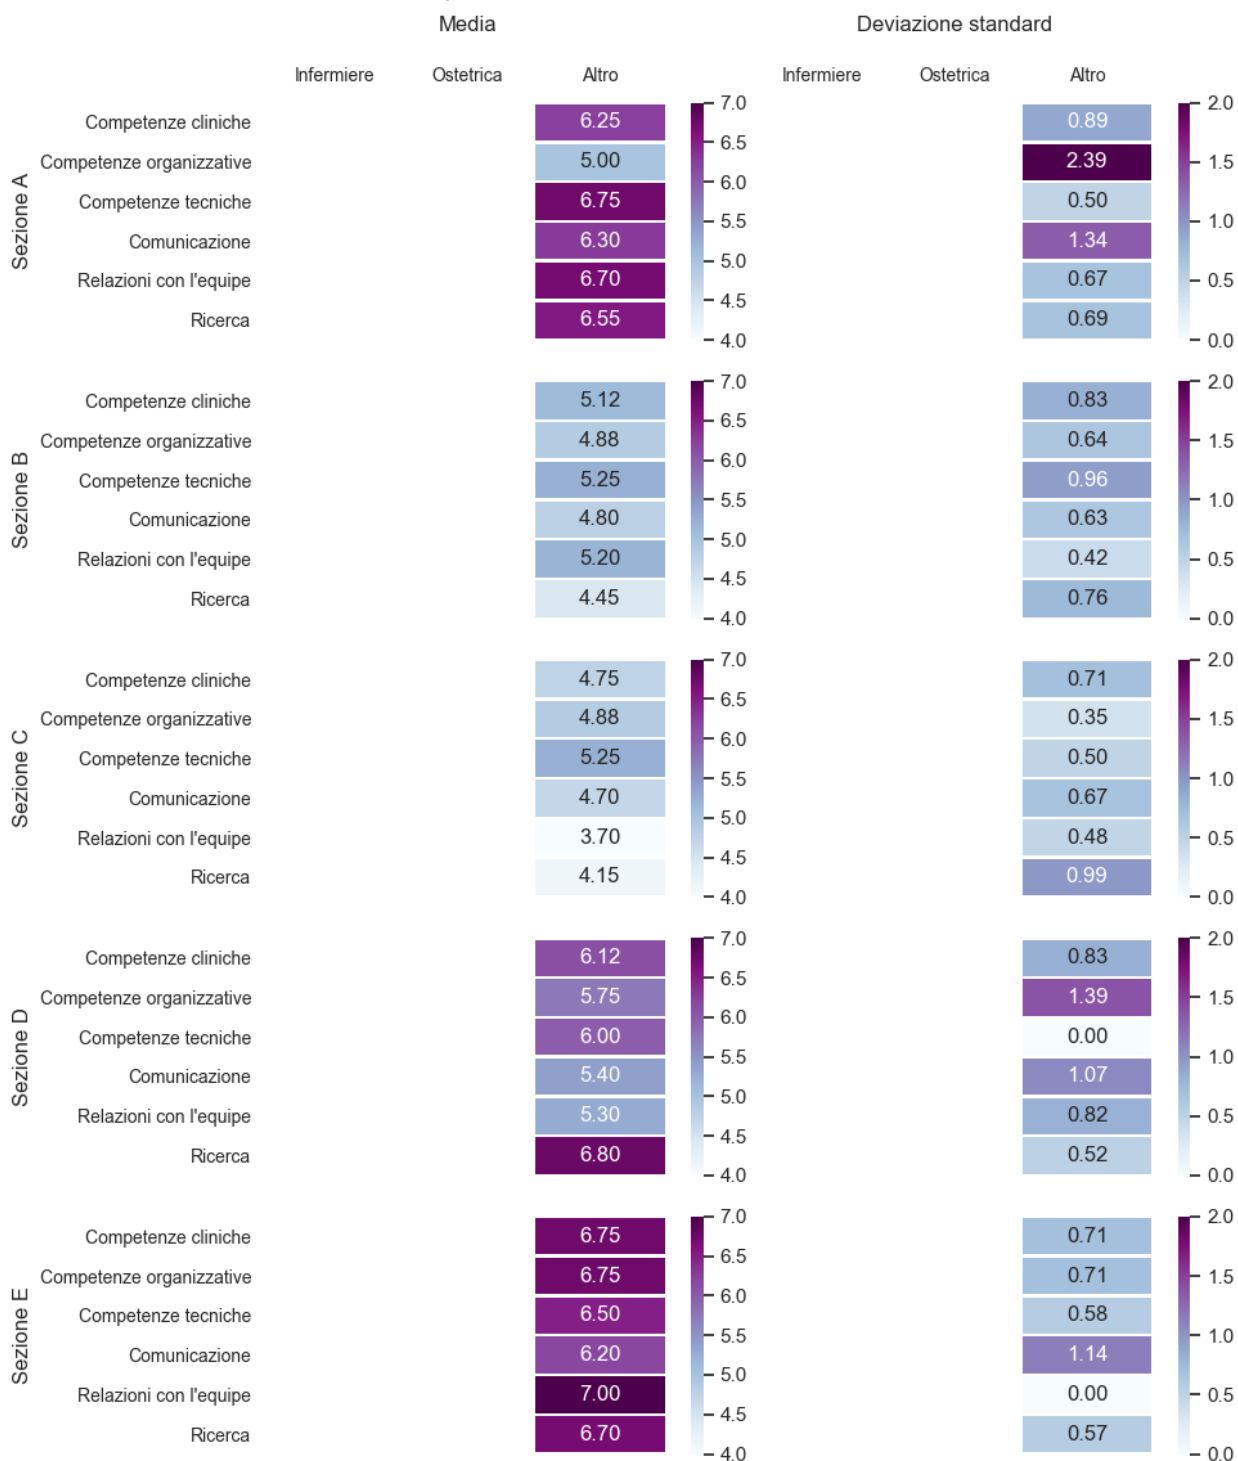 Media Deviazione standard
Infermiere Ostetrica Altro Infermiere Ostetrica Altro
Sezione A
Competenze cliniche 6.25 0.89
Competenze organizzative 5.00 2.39
Competenze tecniche 6.75 0.50
Comunicazione 6.30 1.34
Relazioni con l'equipe 6.70 0.67
Ricerca 6.55 0.69
7.0 6.5 6.0 5.5 5.0 4.5 4.0
2.0 1.5 1.0 0.5 0.0
Sezione B
Competenze cliniche 5.12 0.83
Competenze organizzative 4.88 0.64
Competenze tecniche 5.25 0.96
Comunicazione 4.80 0.63
Relazioni con l'equipe 5.20 0.42
Ricerca 4.45 0.76
7.0 6.5 6.0 5.5 5.0 4.5 4.0
2.0 1.5 1.0 0.5 0.0
Sezione C
Competenze cliniche 4.75 0.71
Competenze organizzative 4.88 0.35
Competenze tecniche 5.25 0.50
Comunicazione 4.70 0.67
Relazioni con l'equipe 3.70 0.48
Ricerca 4.15 0.99
7.0 6.5 6.0 5.5 5.0 4.5 4.0
2.0 1.5 1.0 0.5 0.0
Sezione D
Competenze cliniche 6.12 0.83
Competenze organizzative 5.75 1.39
Competenze tecniche 6.00 0.00
Comunicazione 5.40 1.07
Relazioni con l'equipe 5.30 0.82
Ricerca 6.80 0.52
7.0 6.5 6.0 5.5 5.0 4.5 4.0
2.0 1.5 1.0 0.5 0.0
Sezione E
Competenze cliniche 6.75 0.71
Competenze organizzative 6.75 0.71
Competenze tecniche 6.50 0.58
Comunicazione 6.20 1.14
Relazioni con l'equipe 7.00 0.00
Ricerca 6.70 0.57
7.0 6.5 6.0 5.5 5.0 4.5 4.0
2.0 1.5 1.0 0.5 0.0